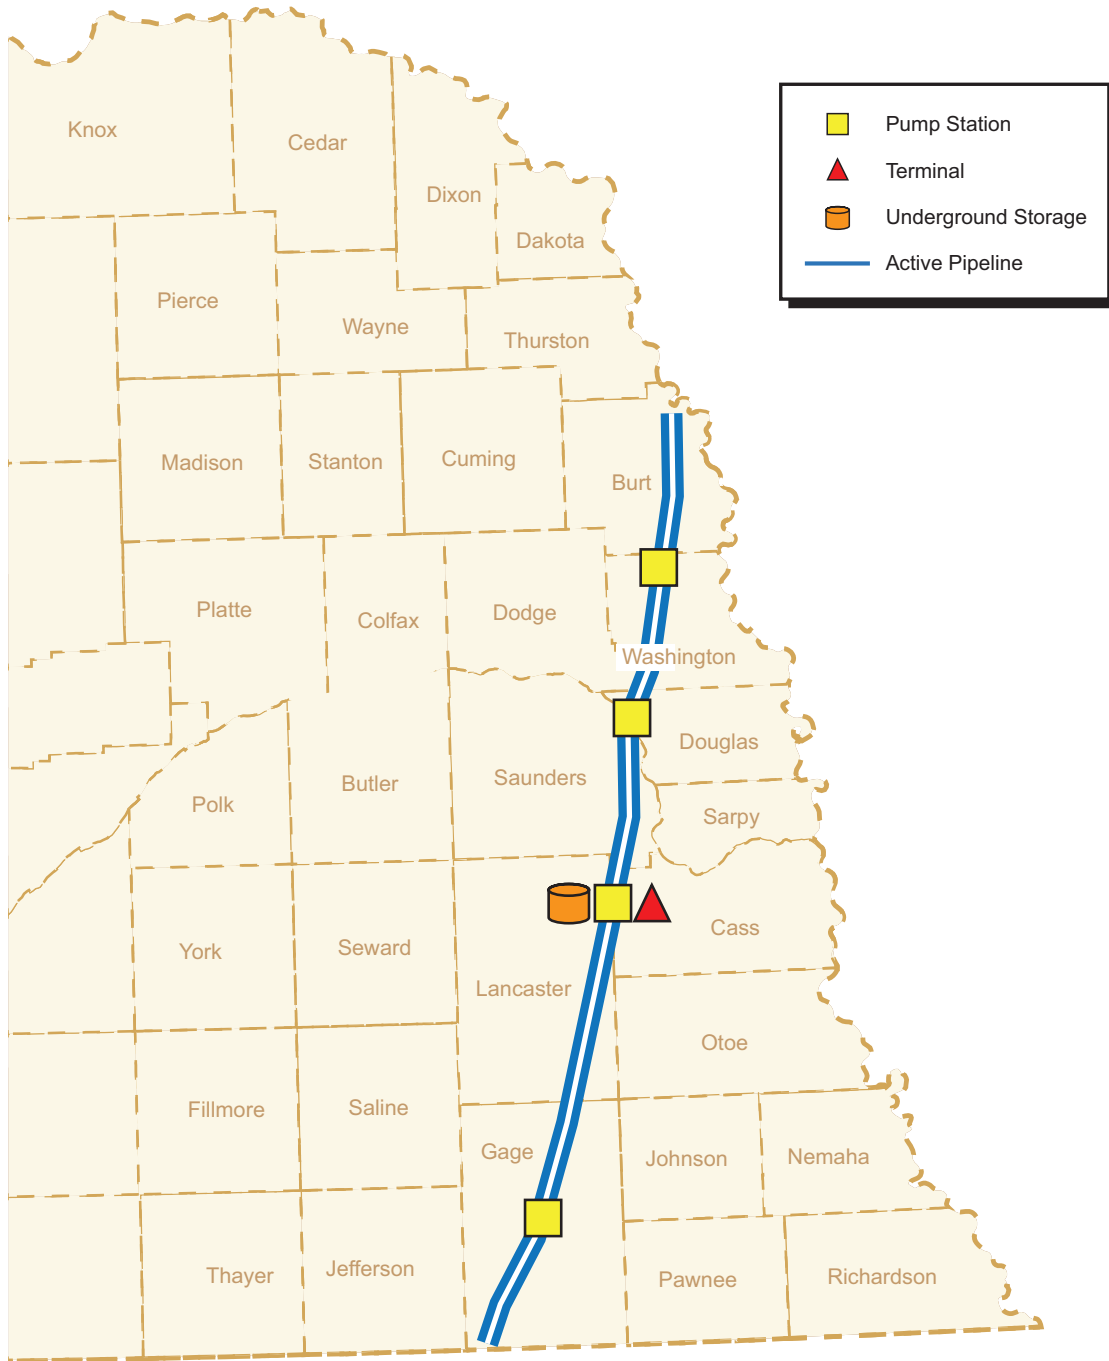 Knox
Cedar
Dixon
Dakota
Pierce
Wayne
Thurston
Madison
Stanton
Cuming
Burt
Platte
Colfax
Dodge
Washington
Butler
Saunders
Douglas
Polk
Sarpy
York
Seward
Lancaster
Cass
Otoe
Fillmore
Saline
Gage
Johnson
Nemaha
Thayer
Jefferson
Pawnee
Richardson
Pump Station
Terminal
Underground Storage
Active Pipeline